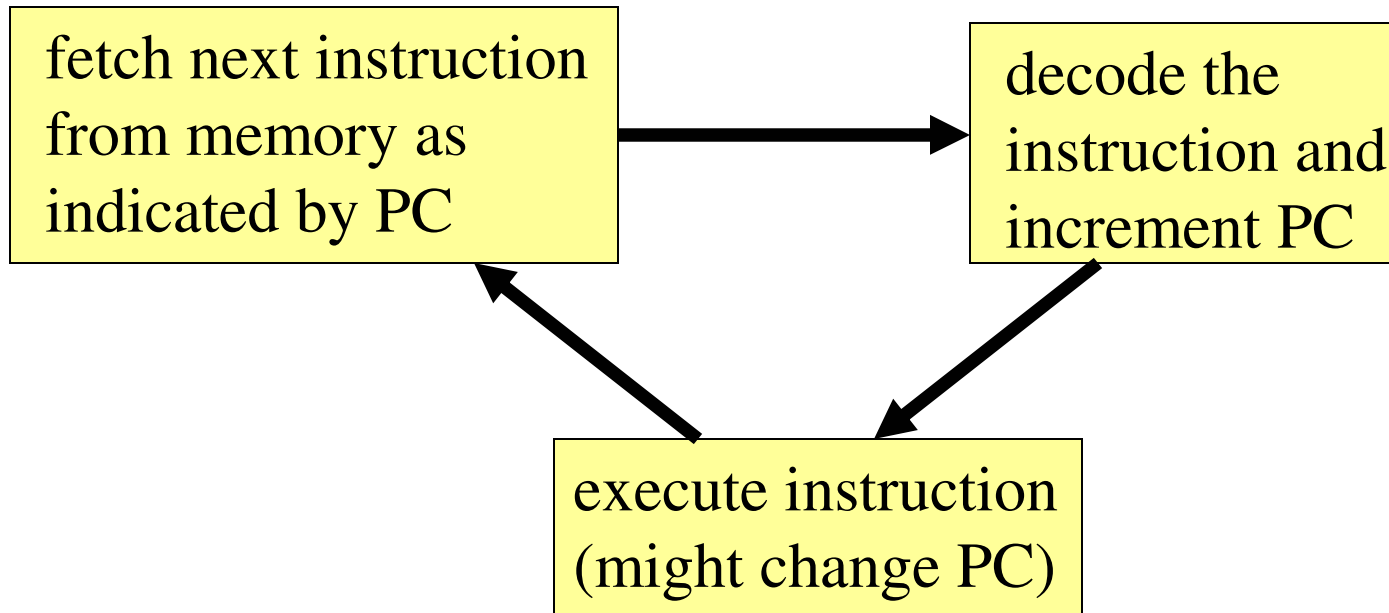 fetch next instruction
from memory as
indicated by PC
decode the
instruction and
increment PC
execute instruction
(might change PC)